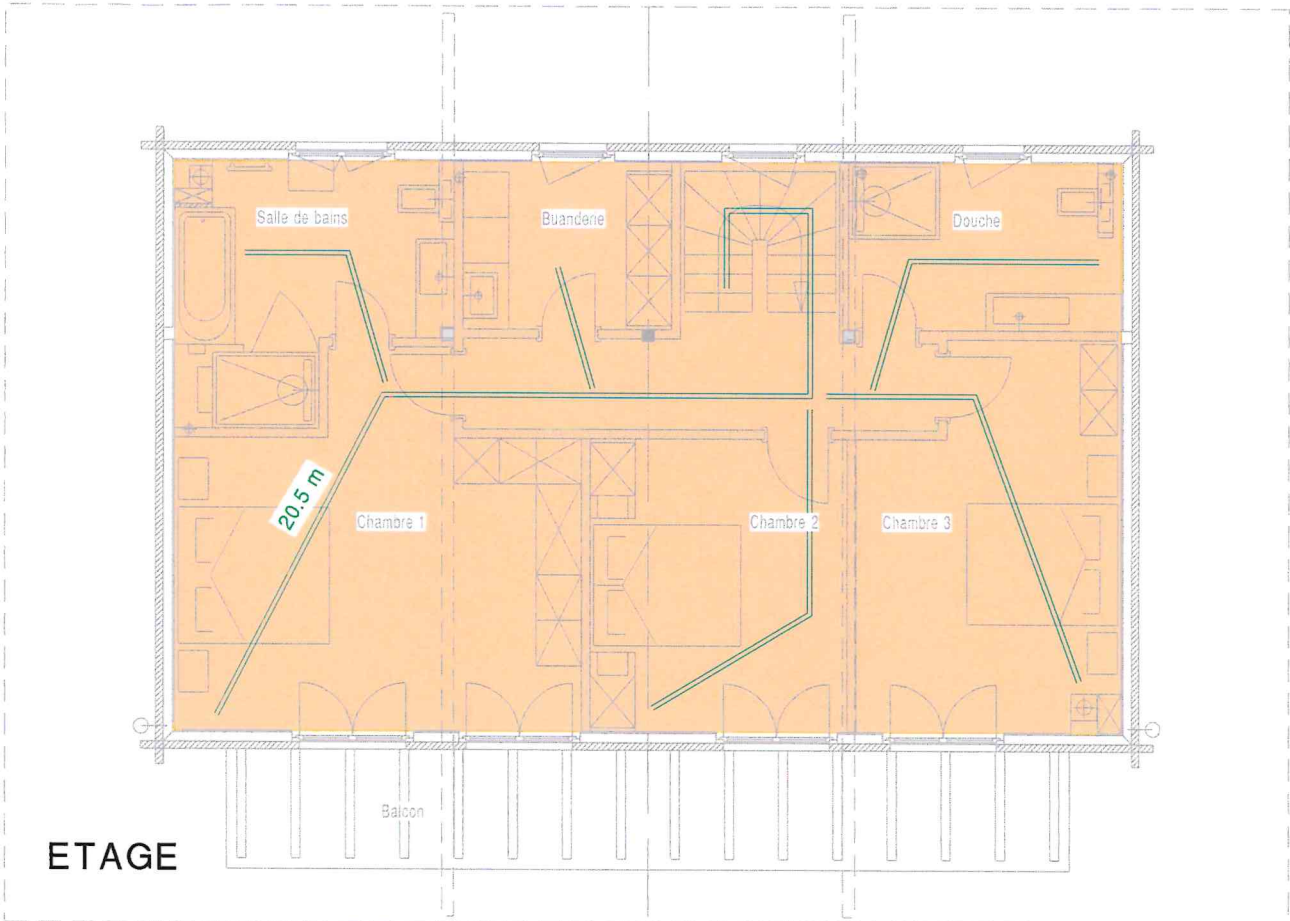 Salle de bains
Buanderie
Douche
20.5 m
Chambre 1
Chambre 2
Chambre 3
Balcon
ETAGE